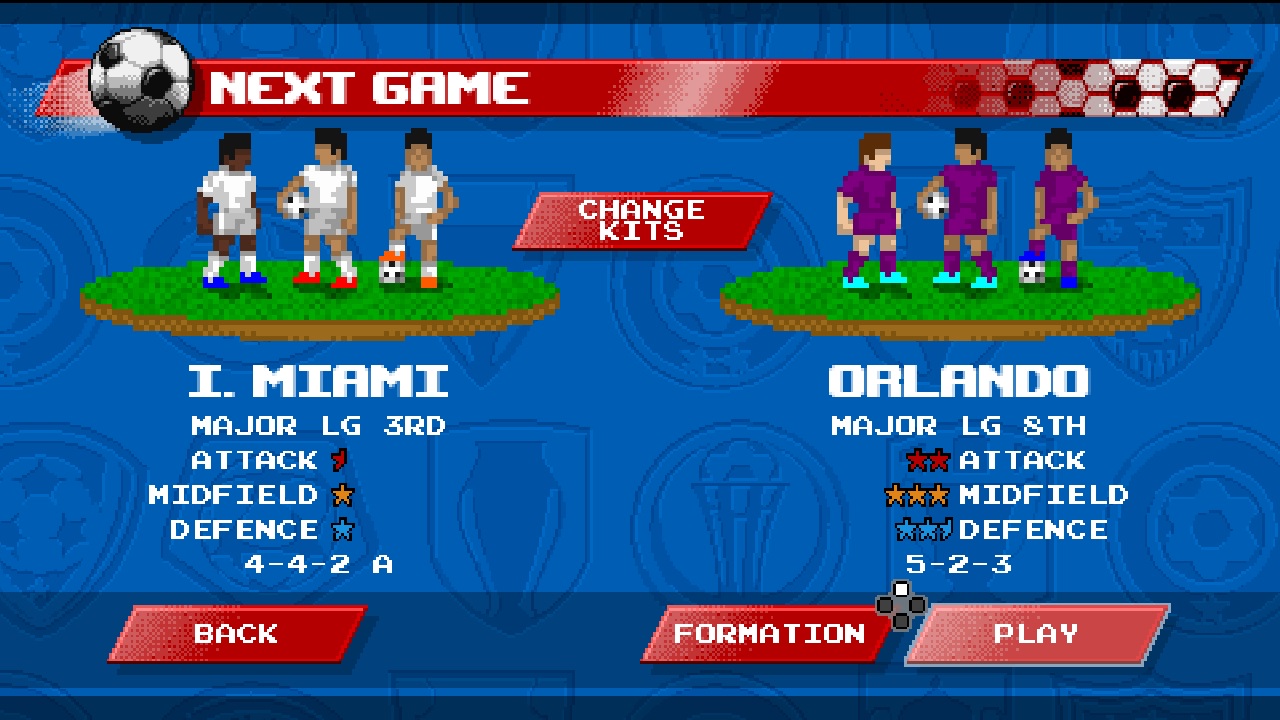 NEXT GAME
CHANGE
KITS
I. MIAMI
MAJOR LG 3RD
ATTACK
MIDFIELD
DEFENCE
4-4-2 A
ORLANDO
MAJOR LG 8TH
ATTACK
MIDFIELD
DEFENCE
5-2-3
BACK
FORMATION
PLAY